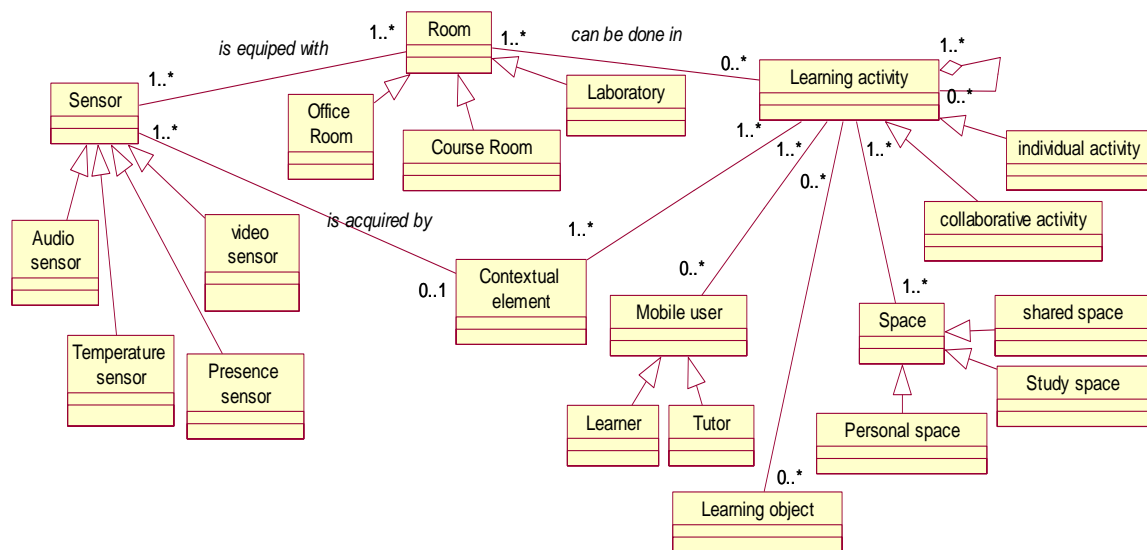 Room
1..*
1..*
can be done in
is equiped with
1..*
0..*
Learning activity
1..*
0..*
Sensor
1..*
Office
Room
Laboratory
Course Room
1..*
1..*
0..*
1..*
individual activity
collaborative activity
Audio
sensor
video
sensor
is acquired by
1..*
0..1
Contextual
element
0..*
1..*
Mobile user
Space
shared space
Study space
Temperature
sensor
Presence
sensor
Learner
Tutor
Personal space
0..*
Learning object